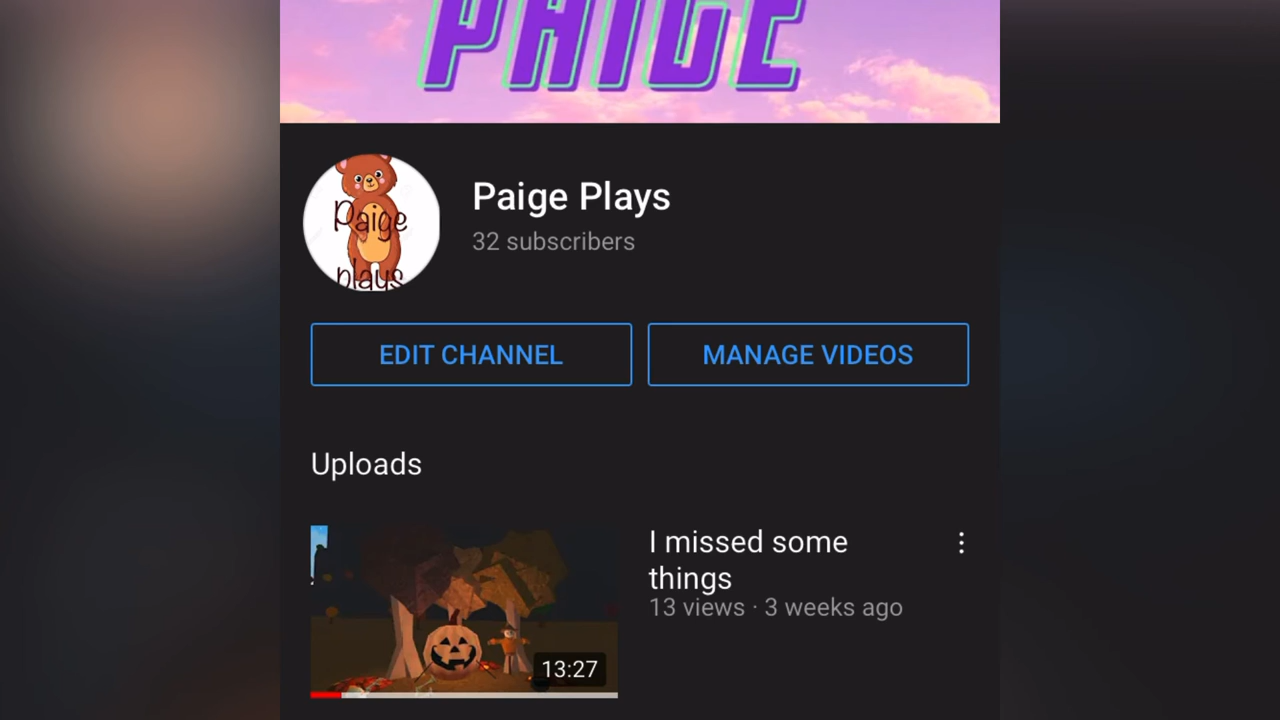 PAIGE
Paige
plays
Paige Plays
32 subscribers
EDIT CHANNEL
MANAGE VIDEOS
Uploads
I missed some
things
13 views · 3 weeks ago
13:27